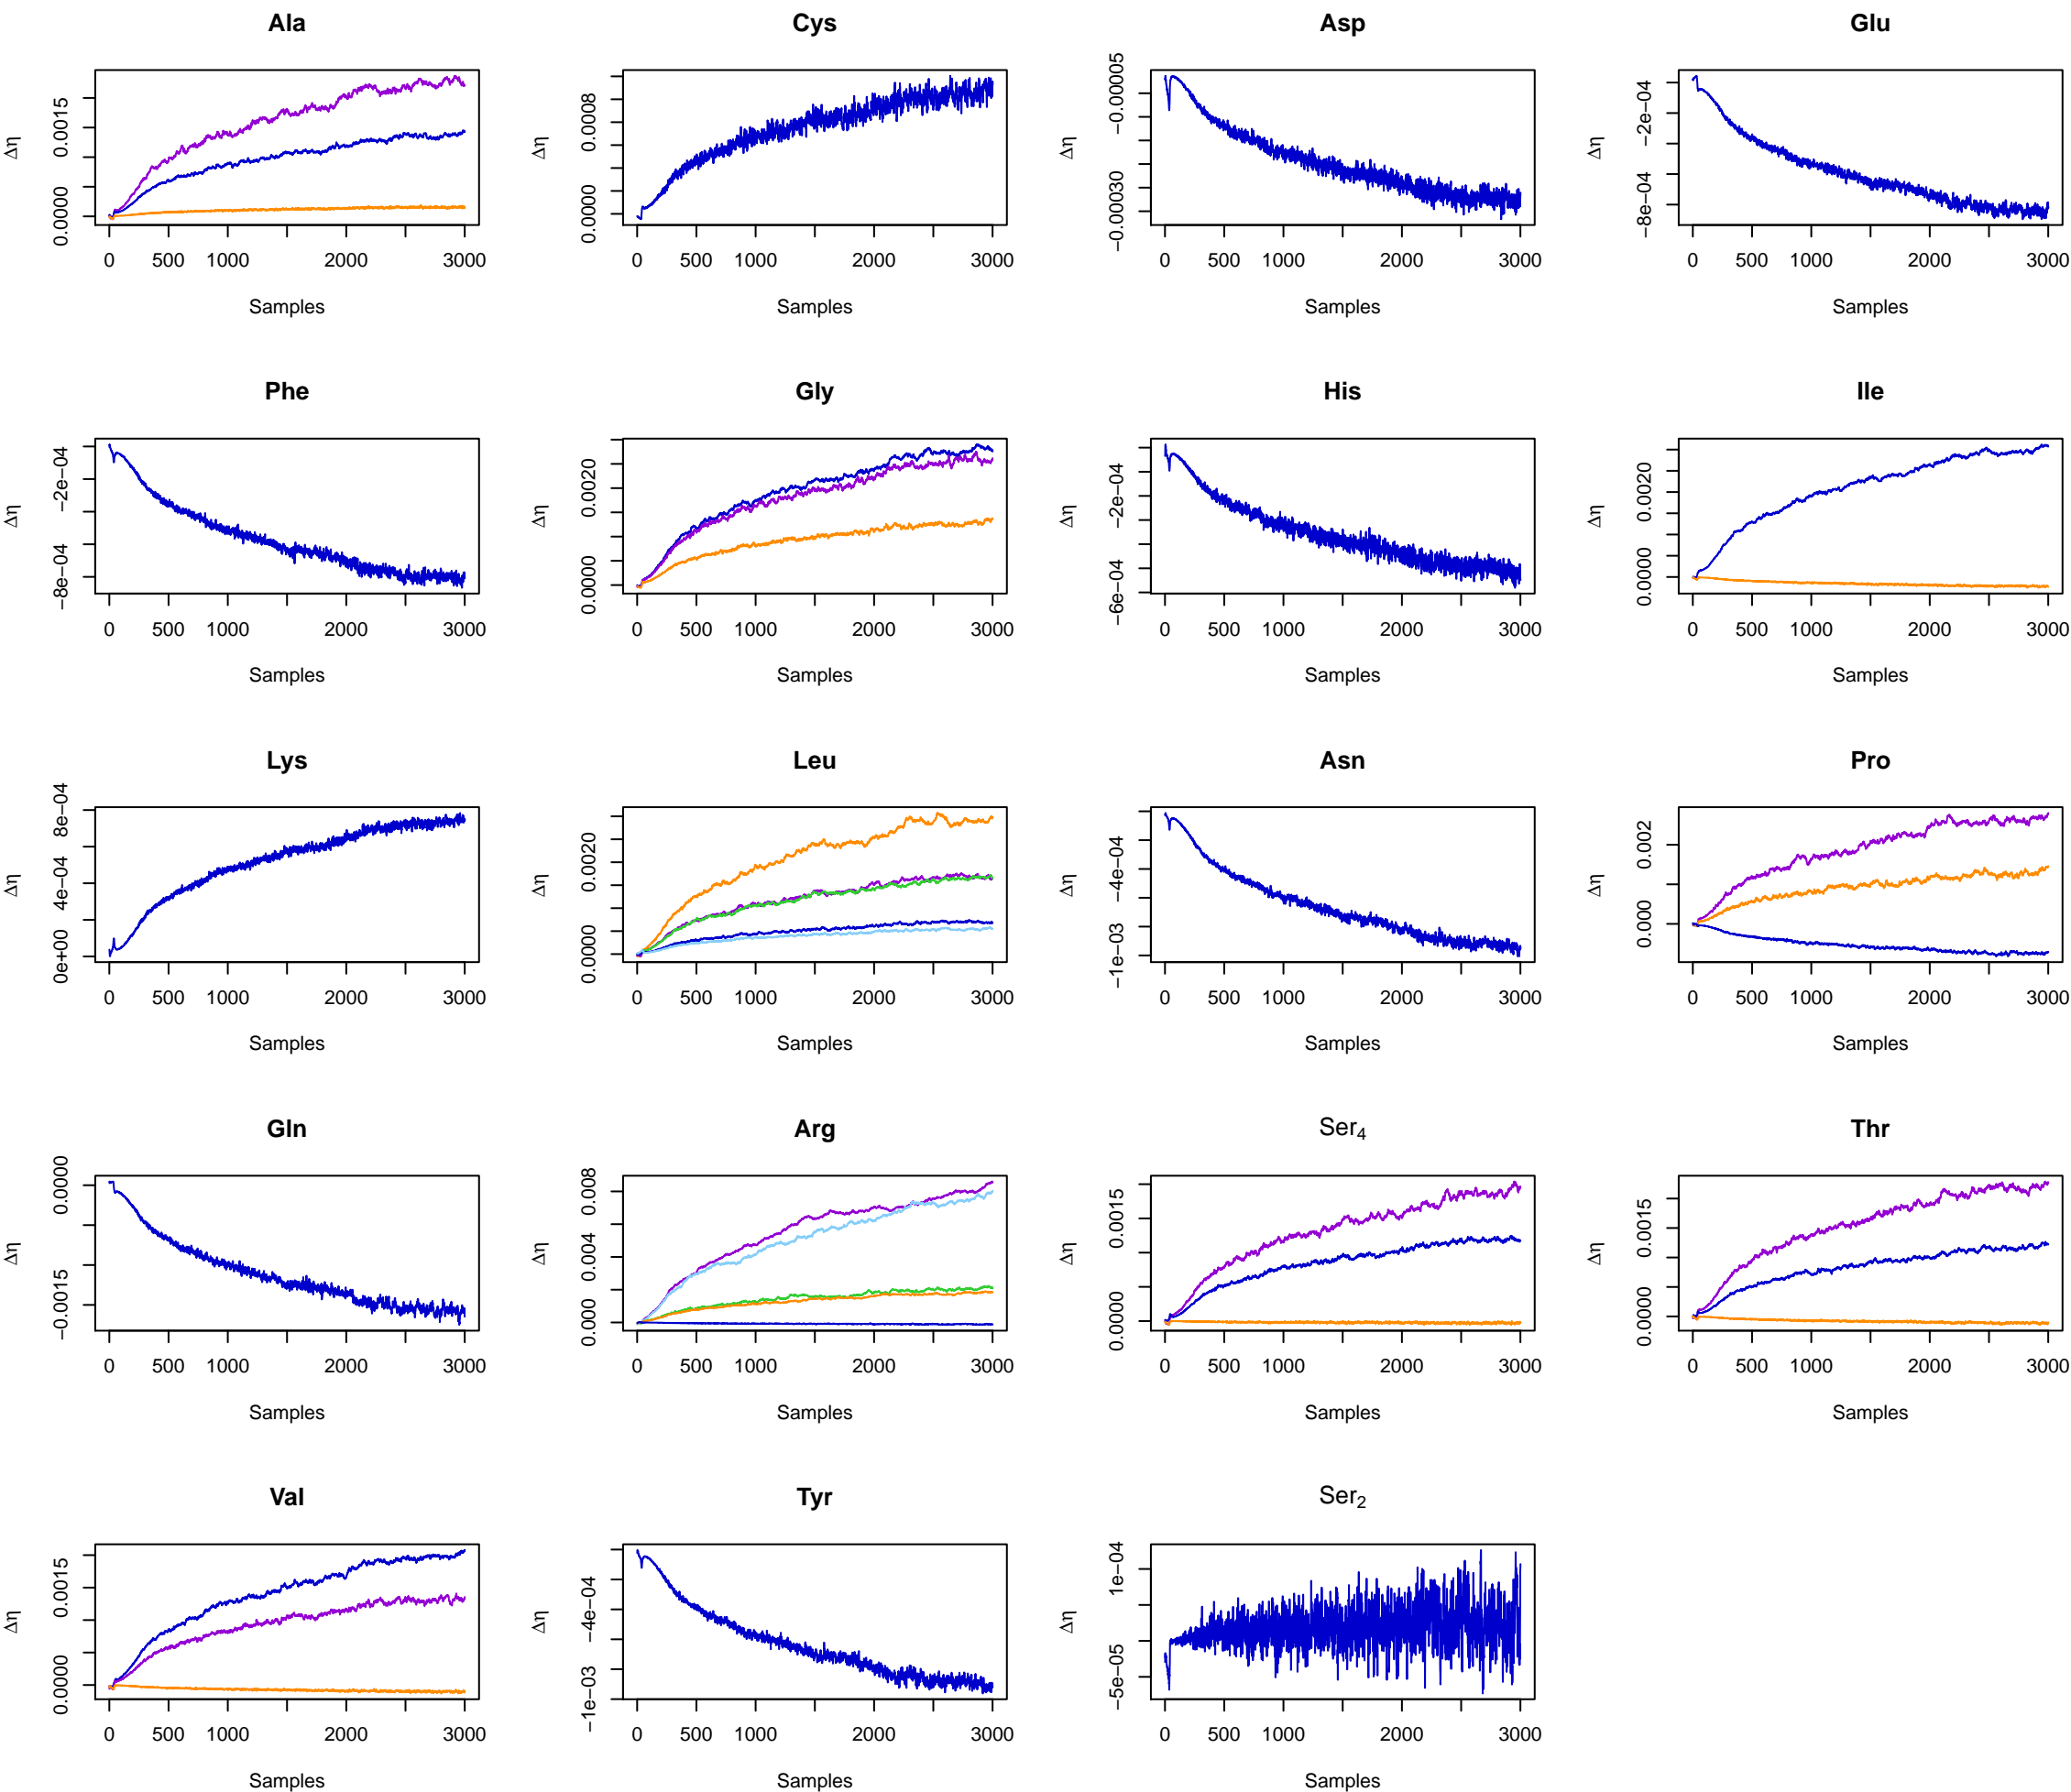 Ala
Δη
0.0000 0.0015
0 500 1000 2000 3000
Samples
Cys
Δη
0.0000 0.0008
0 500 1000 2000 3000
Samples
Asp
Δη
−0.00030 −0.00005
0 500 1000 2000 3000
Samples
Glu
Δη
−8e−04 −2e−04
0 500 1000 2000 3000
Samples
Phe
Δη
−8e−04 −2e−04
0 500 1000 2000 3000
Samples
Gly
Δη
0.0000 0.0020
0 500 1000 2000 3000
Samples
His
Δη
−6e−04 −2e−04
0 500 1000 2000 3000
Samples
Ile
Δη
0.0000 0.0020
0 500 1000 2000 3000
Samples
Lys
Δη
0e+00 4e−04 8e−04
0 500 1000 2000 3000
Samples
Leu
Δη
0.0000 0.0020
0 500 1000 2000 3000
Samples
Asn
Δη
−1e−03 −4e−04
0 500 1000 2000 3000
Samples
Pro
Δη
0.000 0.002
0 500 1000 2000 3000
Samples
Gln
Δη
−0.0015 0.0000
0 500 1000 2000 3000
Samples
Arg
Δη
0.000 0.004 0.008
0 500 1000 2000 3000
Samples
Ser₄
Δη
0.0000 0.0015
0 500 1000 2000 3000
Samples
Thr
Δη
0.0000 0.0015
0 500 1000 2000 3000
Samples
Val
Δη
0.0000 0.0015
0 500 1000 2000 3000
Samples
Tyr
Δη
−1e−03 −4e−04
0 500 1000 2000 3000
Samples
Ser₂
Δη
−5e−05 1e−04
0 500 1000 2000 3000
Samples